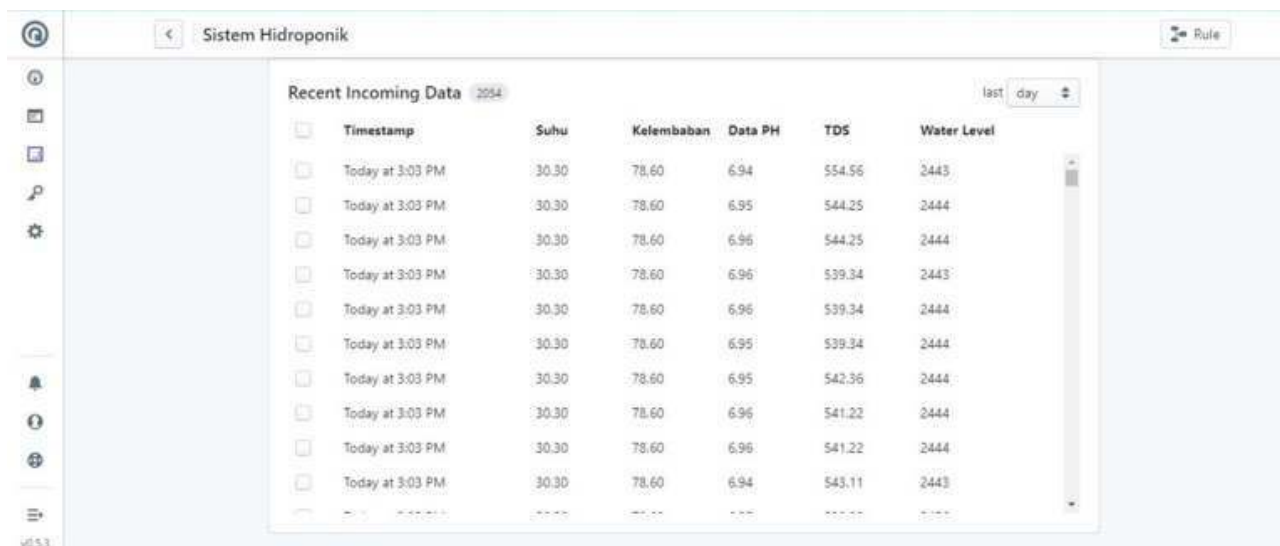 Sistem Hidroponik
Rule
Recent Incoming Data 2054
last day
Timestamp Suhu Kelembaban Data PH TDS Water Level
Today at 3:03 PM 30.30 78.60 6.94 554.56 2443
Today at 3:03 PM 30.30 78.60 6.95 544.25 2444
Today at 3:03 PM 30.30 78.60 6.96 544.25 2444
Today at 3:03 PM 30.30 78.60 6.96 539.34 2443
Today at 3:03 PM 30.30 78.60 6.96 539.34 2444
Today at 3:03 PM 30.30 78.60 6.95 539.34 2444
Today at 3:03 PM 30.30 78.60 6.95 542.36 2444
Today at 3:03 PM 30.30 78.60 6.96 541.22 2444
Today at 3:03 PM 30.30 78.60 6.96 541.22 2444
Today at 3:03 PM 30.30 78.60 6.94 543.11 2443